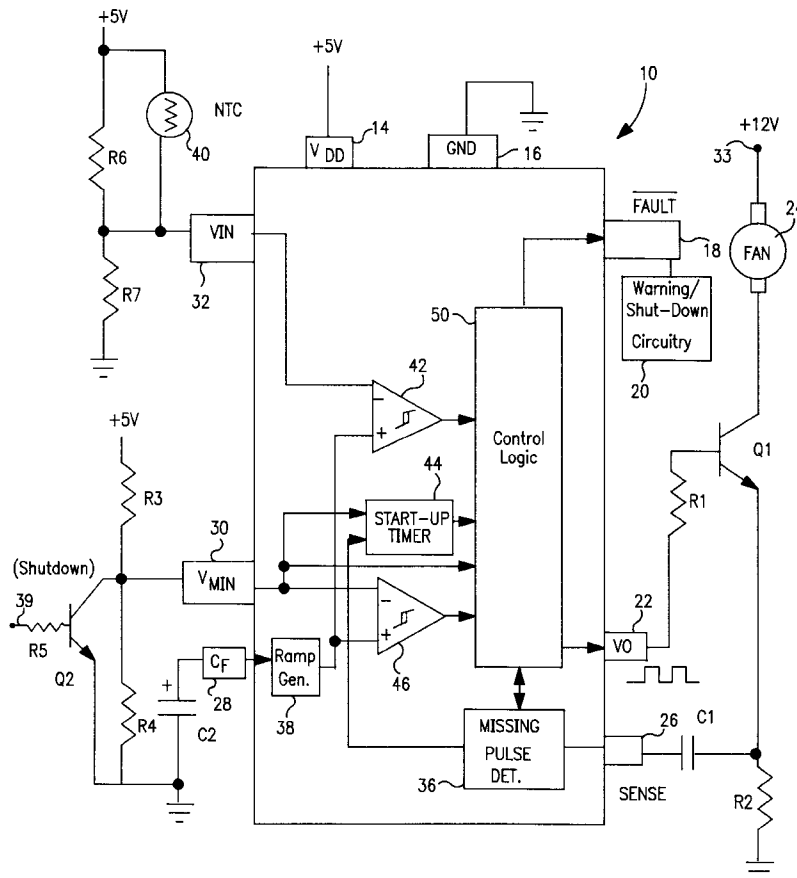 +5V
+5V
10
NTC
40
R6
V DD
14
GND
16
+12V
33
FAULT
18
24
FAN
VIN
32
R7
Warning/
Shut-Down
Circuitry
20
50
42
−
+
Control
Logic
Q1
+5V
R3
44
START-UP
TIMER
R1
(Shutdown)
30
V MIN
39
R5
Q2
−
+
46
22
VO
CF
28
Ramp
Gen.
38
+
C2
R4
MISSING
PULSE
DET.
36
26
C1
SENSE
R2